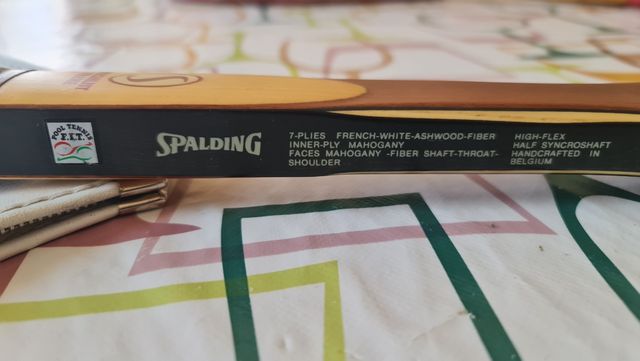 POOL TENNIS
F.I.T.
SPALDING
7-PLIES FRENCH-WHITE-ASHWOOD-FIBER
INNER-PLY MAHOGANY
FACES MAHOGANY -FIBER SHAFT-THROAT-
SHOULDER
HIGH-FLEX
HALF SYNCROSHAFT
HANDCRAFTED IN
BELGIUM